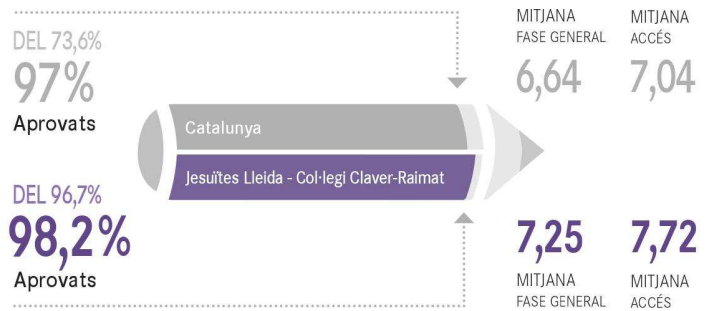 DEL 73,6%
97%
Aprovats
MITJANA
FASE GENERAL
6,64
MITJANA
ACCÉS
7,04
Catalunya
Jesuïtes Lleida - Col·legi Claver-Raimat
DEL 96,7%
98,2%
Aprovats
7,25
MITJANA
FASE GENERAL
7,72
MITJANA
ACCÉS